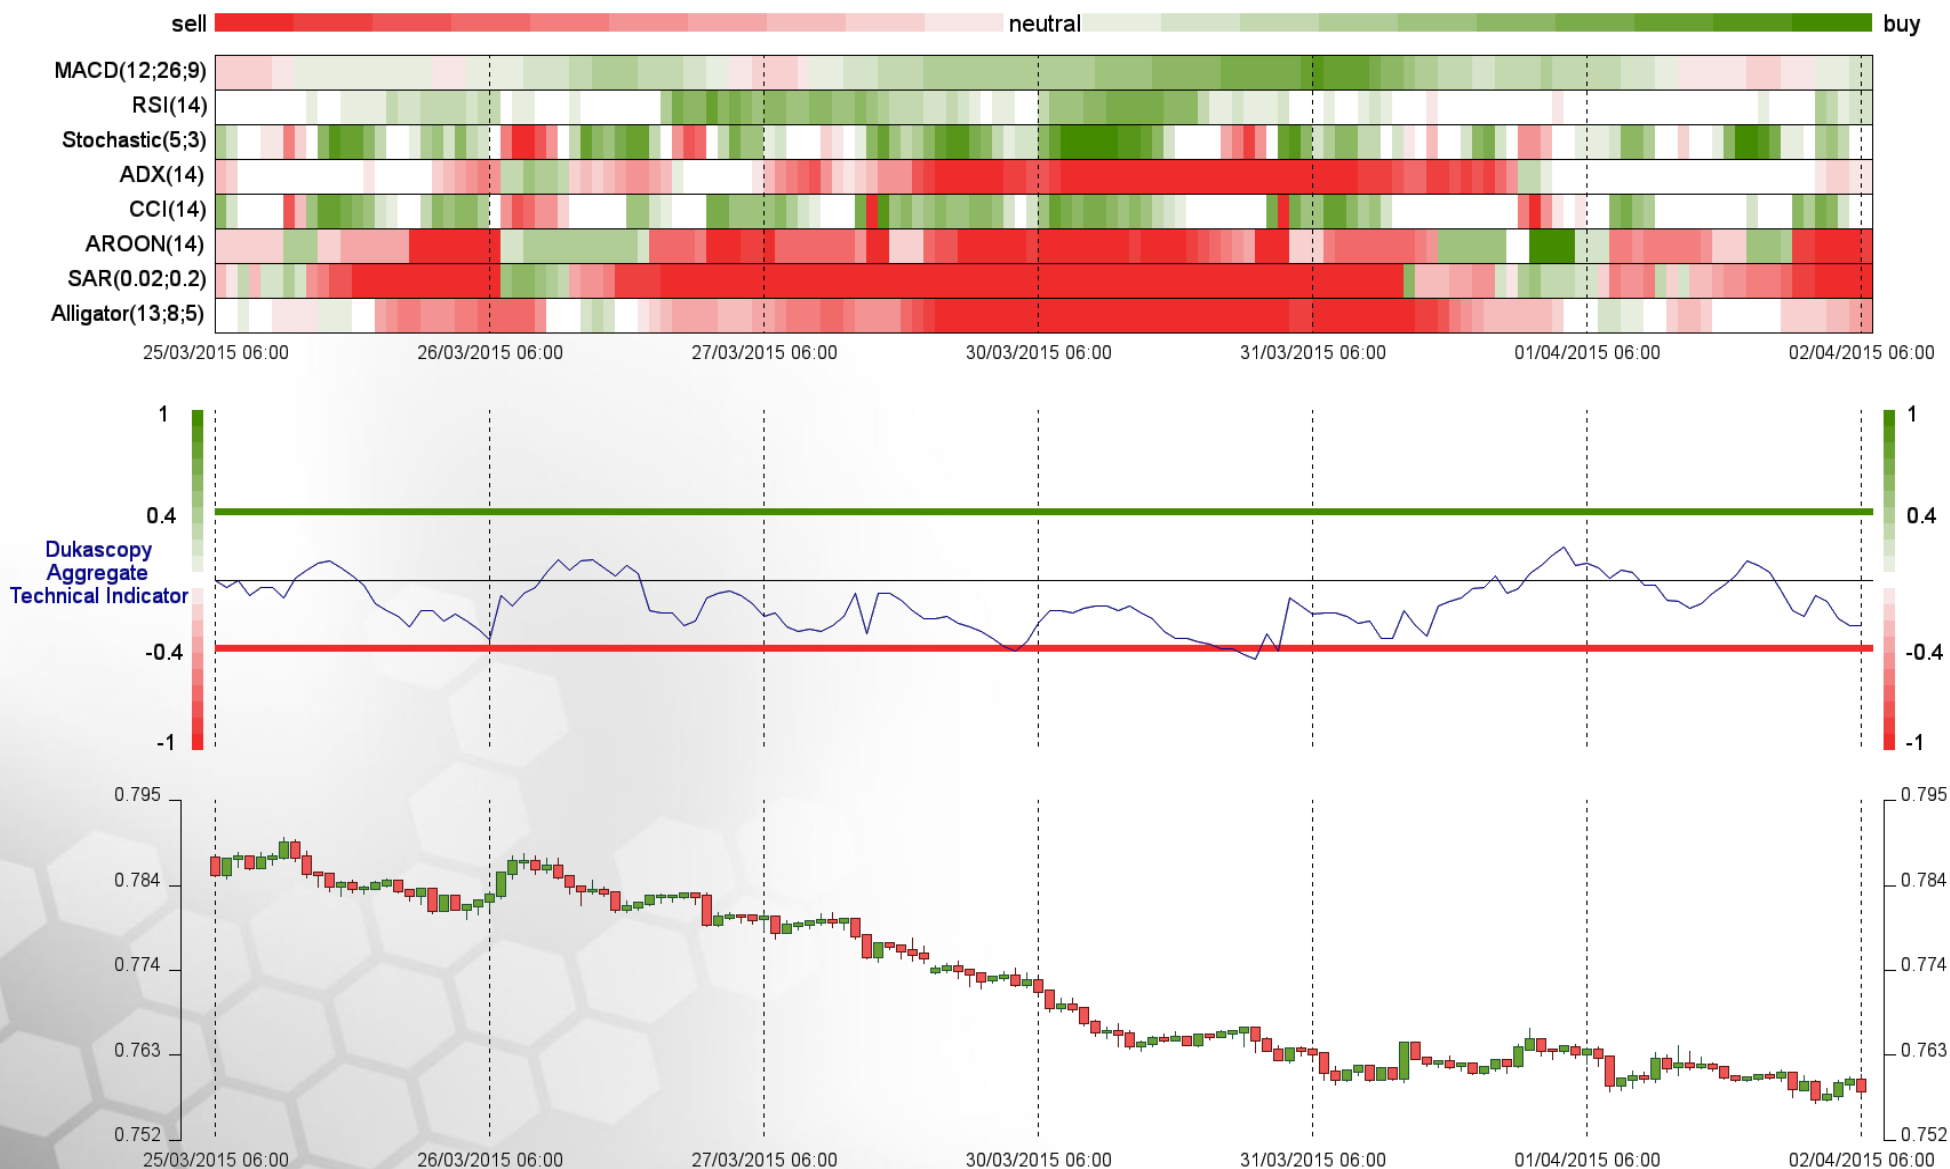 sell neutral buy
MACD(12;26;9)
RSI(14)
Stochastic(5;3)
ADX(14)
CCI(14)
AROON(14)
SAR(0.02;0.2)
Alligator(13;8;5)
25/03/2015 06:00 26/03/2015 06:00 27/03/2015 06:00 30/03/2015 06:00 31/03/2015 06:00 01/04/2015 06:00 02/04/2015 06:00
1 1
0.4 0.4
Dukascopy
Aggregate
Technical Indicator
-0.4 -0.4
-1 -1
0.795 0.795
0.784 0.784
0.774 0.774
0.763 0.763
0.752 0.752
25/03/2015 06:00 26/03/2015 06:00 27/03/2015 06:00 30/03/2015 06:00 31/03/2015 06:00 01/04/2015 06:00 02/04/2015 06:00